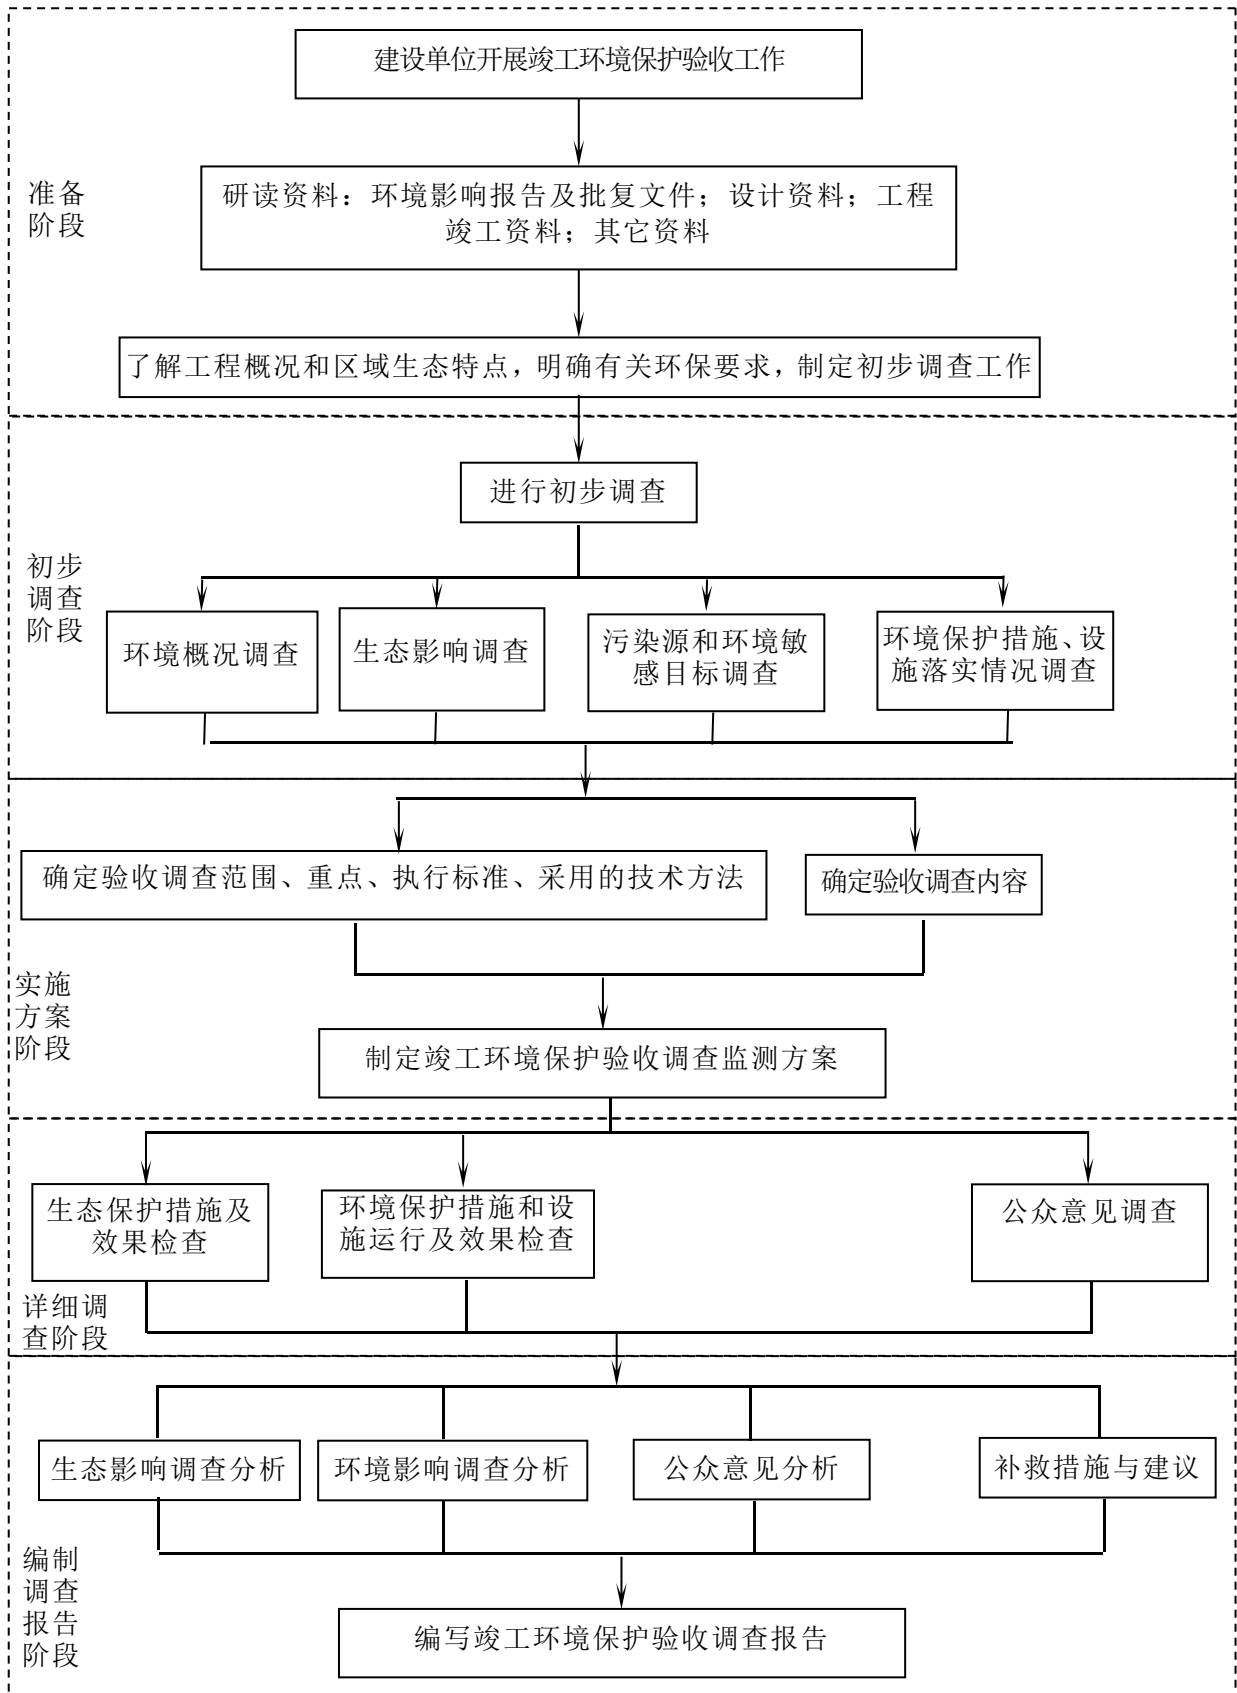 建设单位开展竣工环境保护验收工作
准备
阶段
研读资料：环境影响报告及批复文件；设计资料；工程
竣工资料；其它资料
了解工程概况和区域生态特点，明确有关环保要求，制定初步调查工作
进行初步调查
初步
调查
阶段
环境概况调查
生态影响调查
污染源和环境敏
感目标调查
环境保护措施、设
施落实情况调查
确定验收调查范围、重点、执行标准、采用的技术方法
确定验收调查内容
实施
方案
阶段
制定竣工环境保护验收调查监测方案
生态保护措施及
效果检查
环境保护措施和设
施运行及效果检查
公众意见调查
详细调
查阶段
生态影响调查分析
环境影响调查分析
公众意见分析
补救措施与建议
编制
调查
报告
阶段
编写竣工环境保护验收调查报告